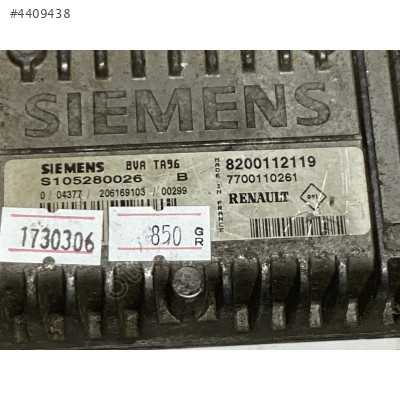 #4409438
SIEMENS
SIEMENS BVA TA96
S105280026 B
0 / 04377 / 206169103 / 00299
MADE IN FRANCE
8200112119
7700110261
RENAULT
1730306
850 GR